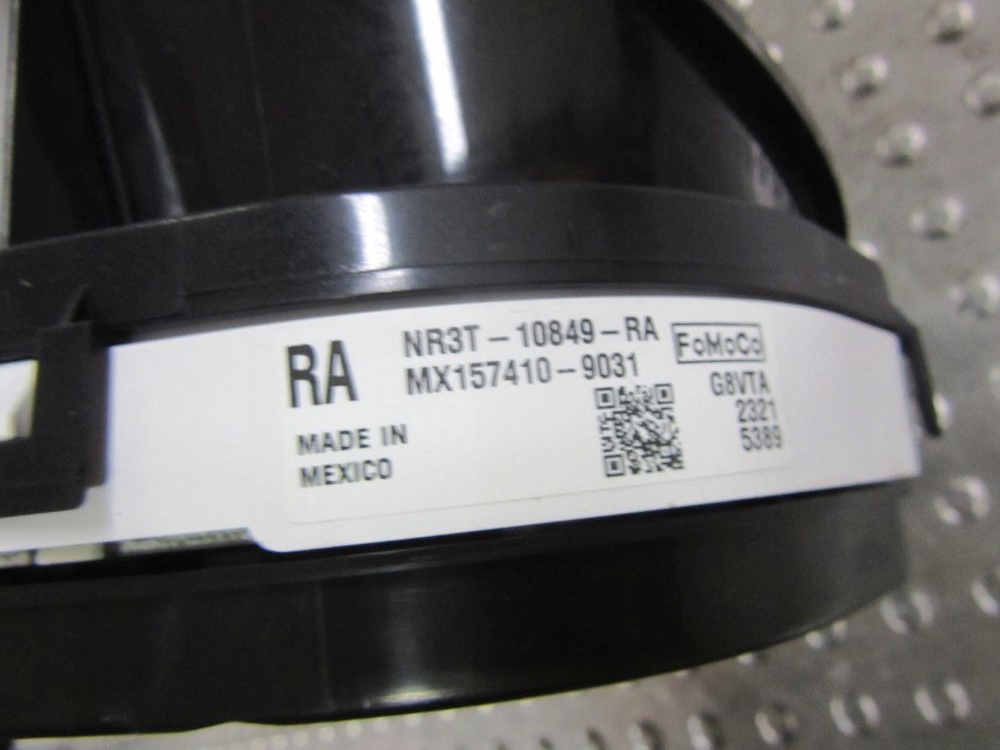 RA
NR3T-10849-RA
MX157410-9031
FoMoCo
G8VTA
2321
5389
MADE IN
MEXICO